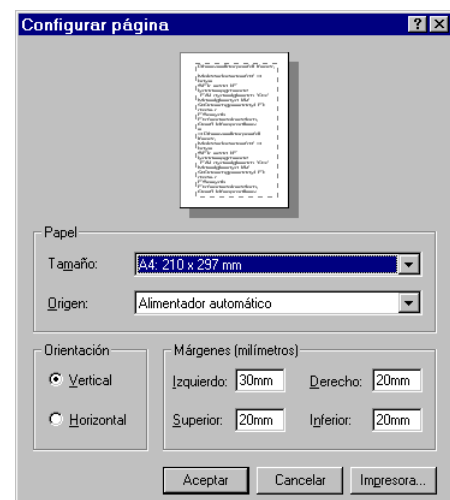 Configurar página
Papel
Tamaño: A4: 210 x 297 mm
Origen: Alimentador automático
Orientación
Vertical
Horizontal
Márgenes (milímetros)
Izquierdo: 30mm Derecho: 20mm
Superior: 20mm Inferior: 20mm
Aceptar Cancelar Impresora...